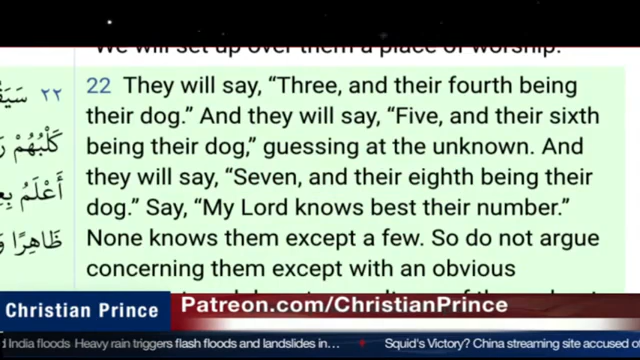 We will set up over them a place of worship."
22 They will say, “Three, and their fourth being
their dog.” And they will say, “Five, and their sixth
being their dog,” guessing at the unknown. And
they will say, “Seven, and their eighth being their
dog.” Say, “My Lord knows best their number.”
None knows them except a few. So do not argue
concerning them except with an obvious
٢٢
كَلْبُهُمْ
أَعْلَمُ
ظَاهِرًا
Christian Prince
Patreon.com/ChristianPrince
India floods Heavy rain triggers flash floods and landslides in… Squid's Victory? China streaming site accused of